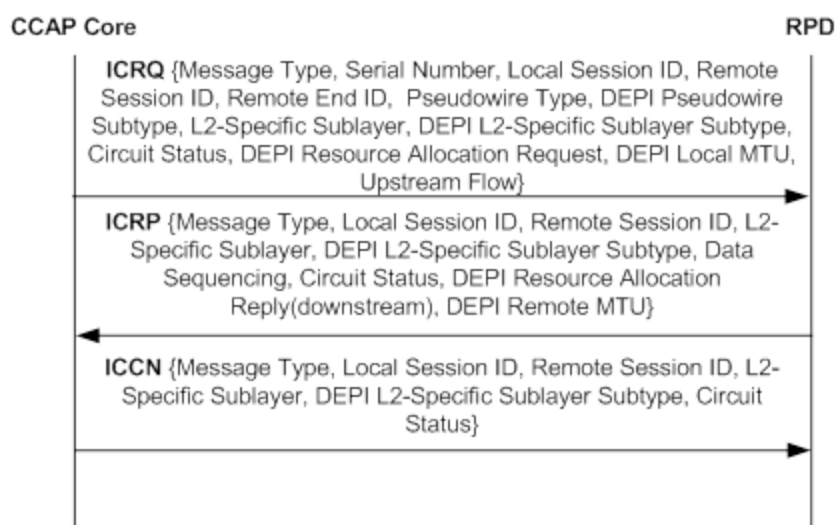 CCAP Core RPD
ICRQ {Message Type, Serial Number, Local Session ID, Remote
Session ID, Remote End ID, Pseudowire Type, DEPI Pseudowire
Subtype, L2-Specific Sublayer, DEPI L2-Specific Sublayer Subtype,
Circuit Status, DEPI Resource Allocation Request, DEPI Local MTU,
Upstream Flow}
ICRP {Message Type, Local Session ID, Remote Session ID, L2-
Specific Sublayer, DEPI L2-Specific Sublayer Subtype, Data
Sequencing, Circuit Status, DEPI Resource Allocation
Reply(downstream), DEPI Remote MTU}
ICCN {Message Type, Local Session ID, Remote Session ID, L2-
Specific Sublayer, DEPI L2-Specific Sublayer Subtype, Circuit
Status}